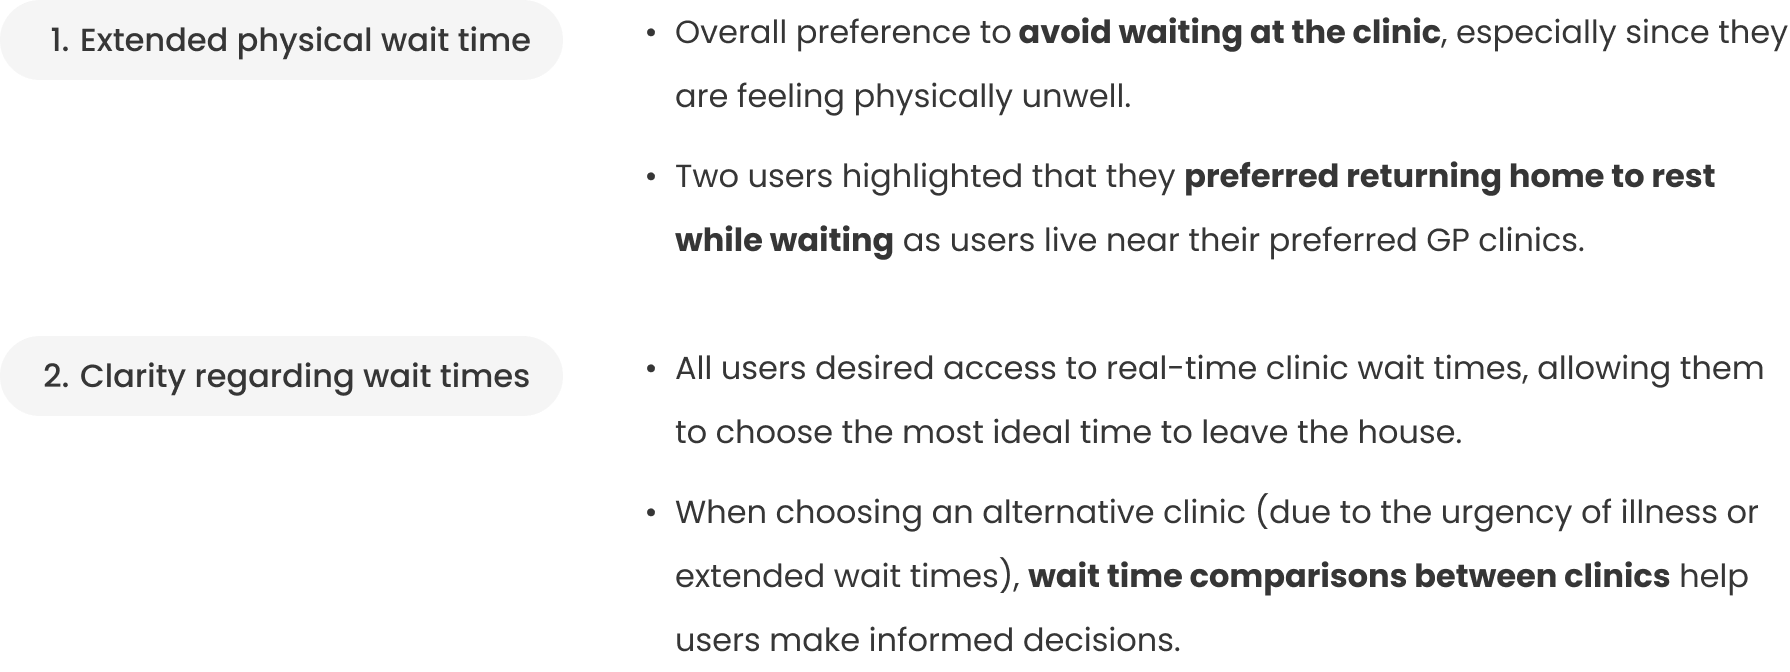 1. Extended physical wait time
• Overall preference to avoid waiting at the clinic, especially since they
are feeling physically unwell.
• Two users highlighted that they preferred returning home to rest
while waiting as users live near their preferred GP clinics.
2. Clarity regarding wait times
• All users desired access to real-time clinic wait times, allowing them
to choose the most ideal time to leave the house.
• When choosing an alternative clinic (due to the urgency of illness or
extended wait times), wait time comparisons between clinics help
users make informed decisions.